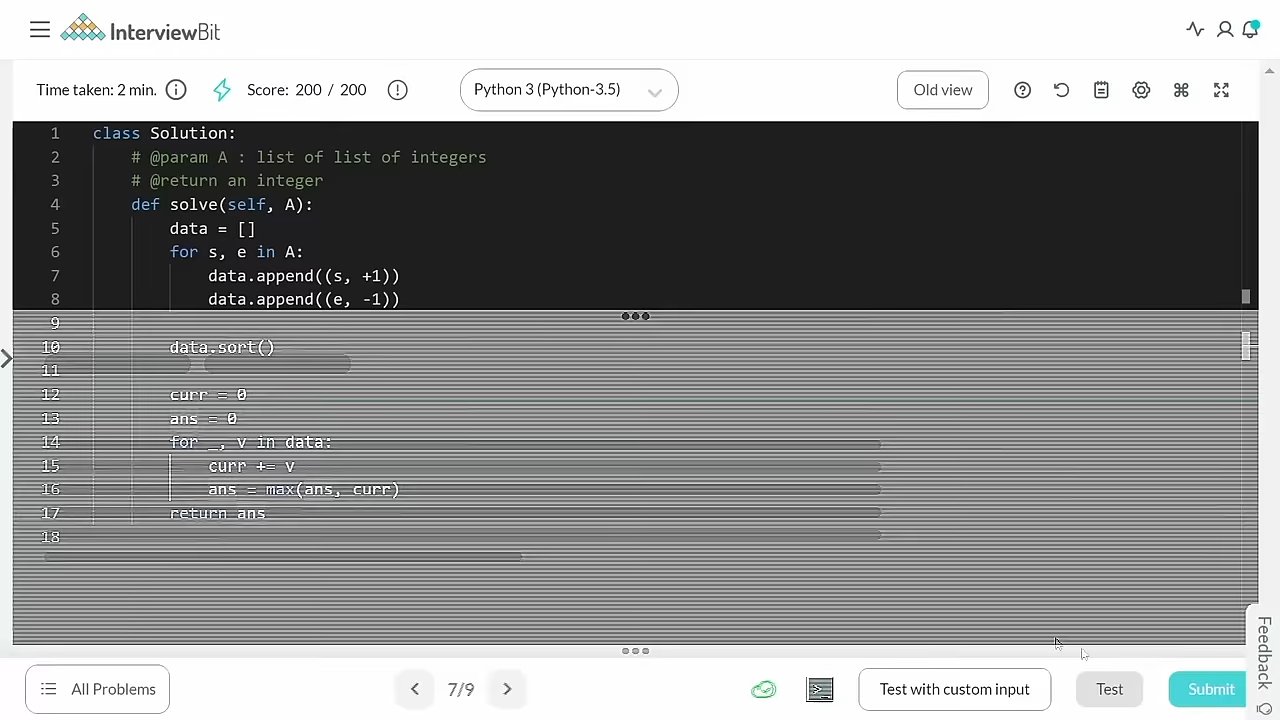 InterviewBit
Time taken: 2 min. Score: 200 / 200 Python 3 (Python-3.5) Old view
1 class Solution:
2 # @param A : list of list of integers
3 # @return an integer
4 def solve(self, A):
5 data = []
6 for s, e in A:
7 data.append((s, +1))
8 data.append((e, -1))
9
10 data.sort()
11
12 curr = 0
13 ans = 0
14 for _, v in data:
15 curr += v
16 ans = max(ans, curr)
17 return ans
18
Feedback
All Problems 7/9 Test with custom input Test Submit